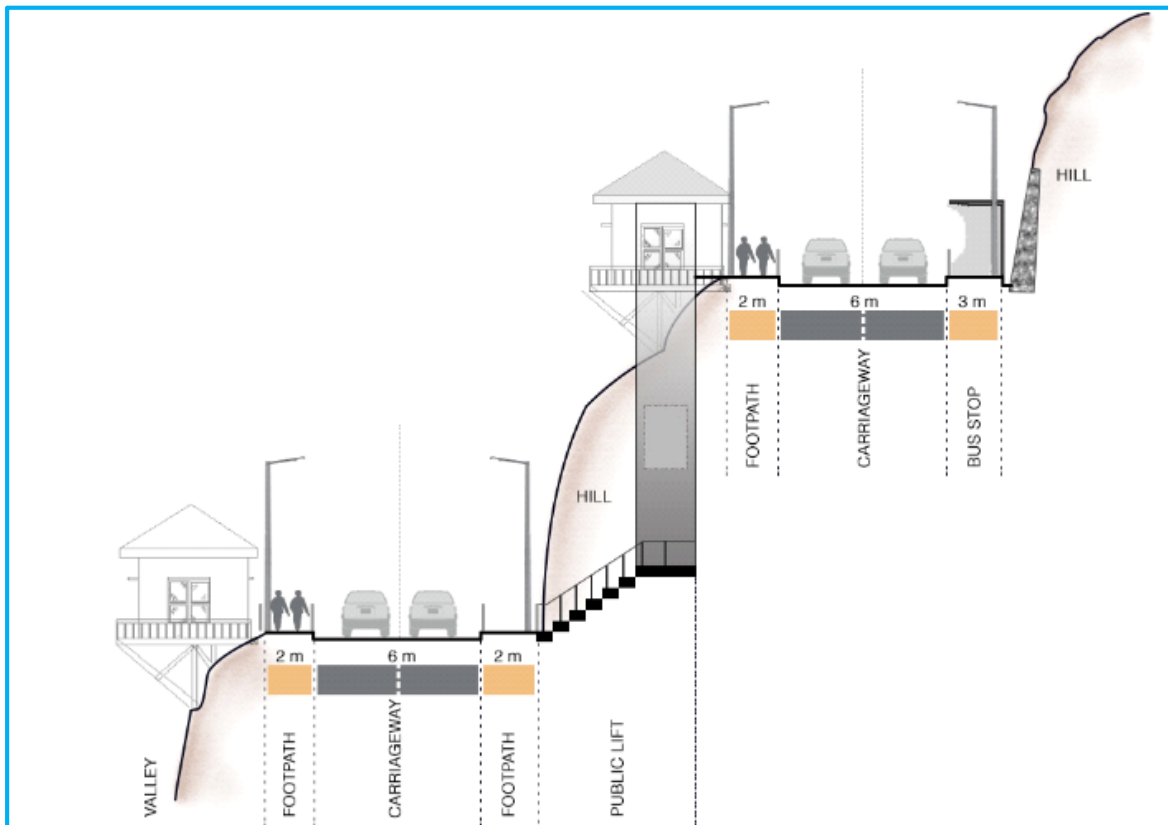 HILL
2 m
6 m
3 m
FOOTPATH
CARRIAGEWAY
BUS STOP
HILL
2 m
6 m
2 m
VALLEY
FOOTPATH
CARRIAGEWAY
FOOTPATH
PUBLIC LIFT